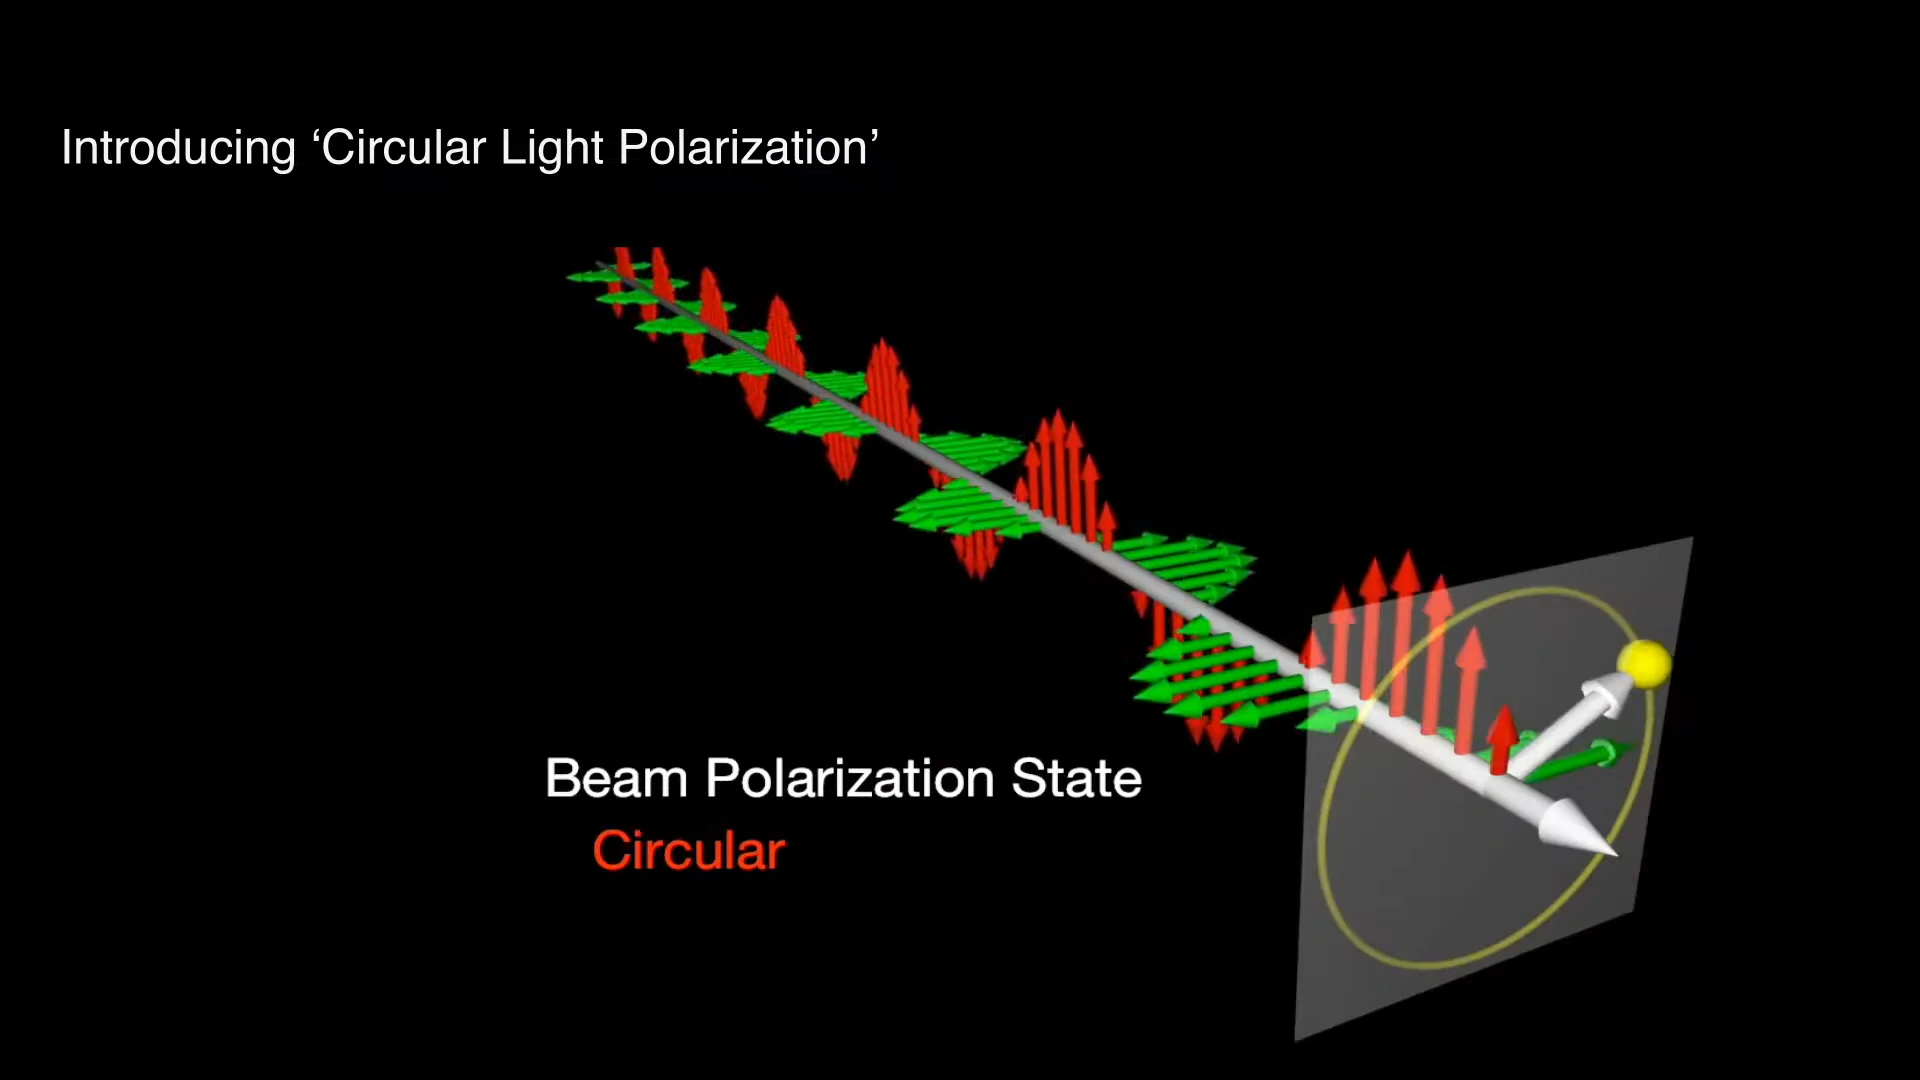 Introducing ‘Circular Light Polarization’
Beam Polarization State
Circular